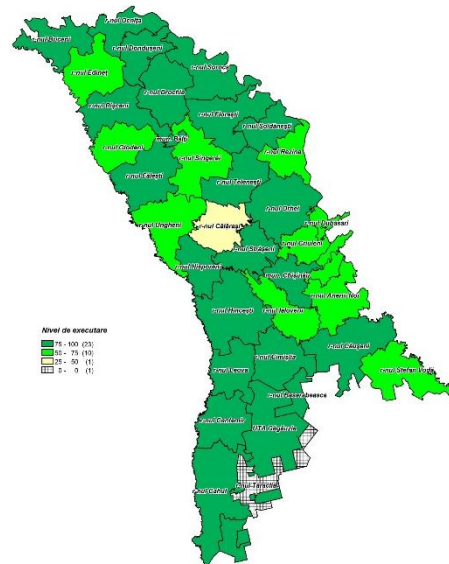 r-nul Ocnița
r-nul Briceni
r-nul Dondușeni
r-nul Soroca
r-nul Edineț
r-nul Drochia
r-nul Rîșcani
r-nul Florești
r-nul Șoldănești
mun. Bălți
r-nul Glodeni
r-nul Sîngerei
r-nul Rezina
r-nul Fălești
r-nul Telenești
r-nul Orhei
r-nul Dubăsari
r-nul Ungheni
r-nul Călărași
r-nul Criuleni
r-nul Strășeni
r-nul Nisporeni
mun. Chișinău
r-nul Anenii Noi
r-nul Hîncești
r-nul Ialoveni
r-nul Căușeni
r-nul Cimișlia
r-nul Leova
r-nul Ștefan Vodă
r-nul Basarabeasca
r-nul Cantemir
UTA Găgăuzia
r-nul Taraclia
r-nul Cahul
Nivel de executare
75 - 100 (23)
50 - 75 (10)
25 - 50 (1)
0 - 0 (1)